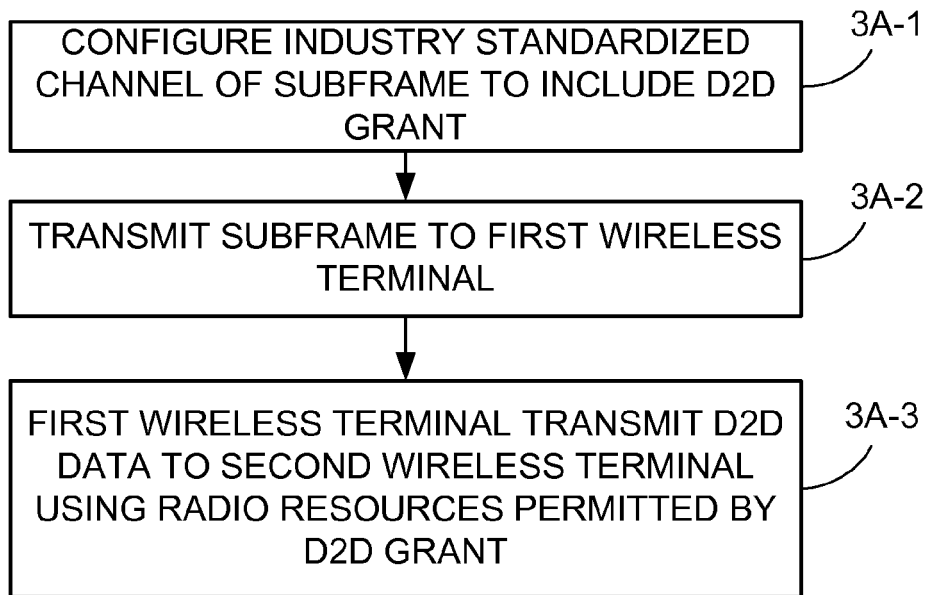 CONFIGURE INDUSTRY STANDARDIZED
CHANNEL OF SUBFRAME TO INCLUDE D2D
GRANT
3A-1
TRANSMIT SUBFRAME TO FIRST WIRELESS
TERMINAL
3A-2
FIRST WIRELESS TERMINAL TRANSMIT D2D
DATA TO SECOND WIRELESS TERMINAL
USING RADIO RESOURCES PERMITTED BY
D2D GRANT
3A-3